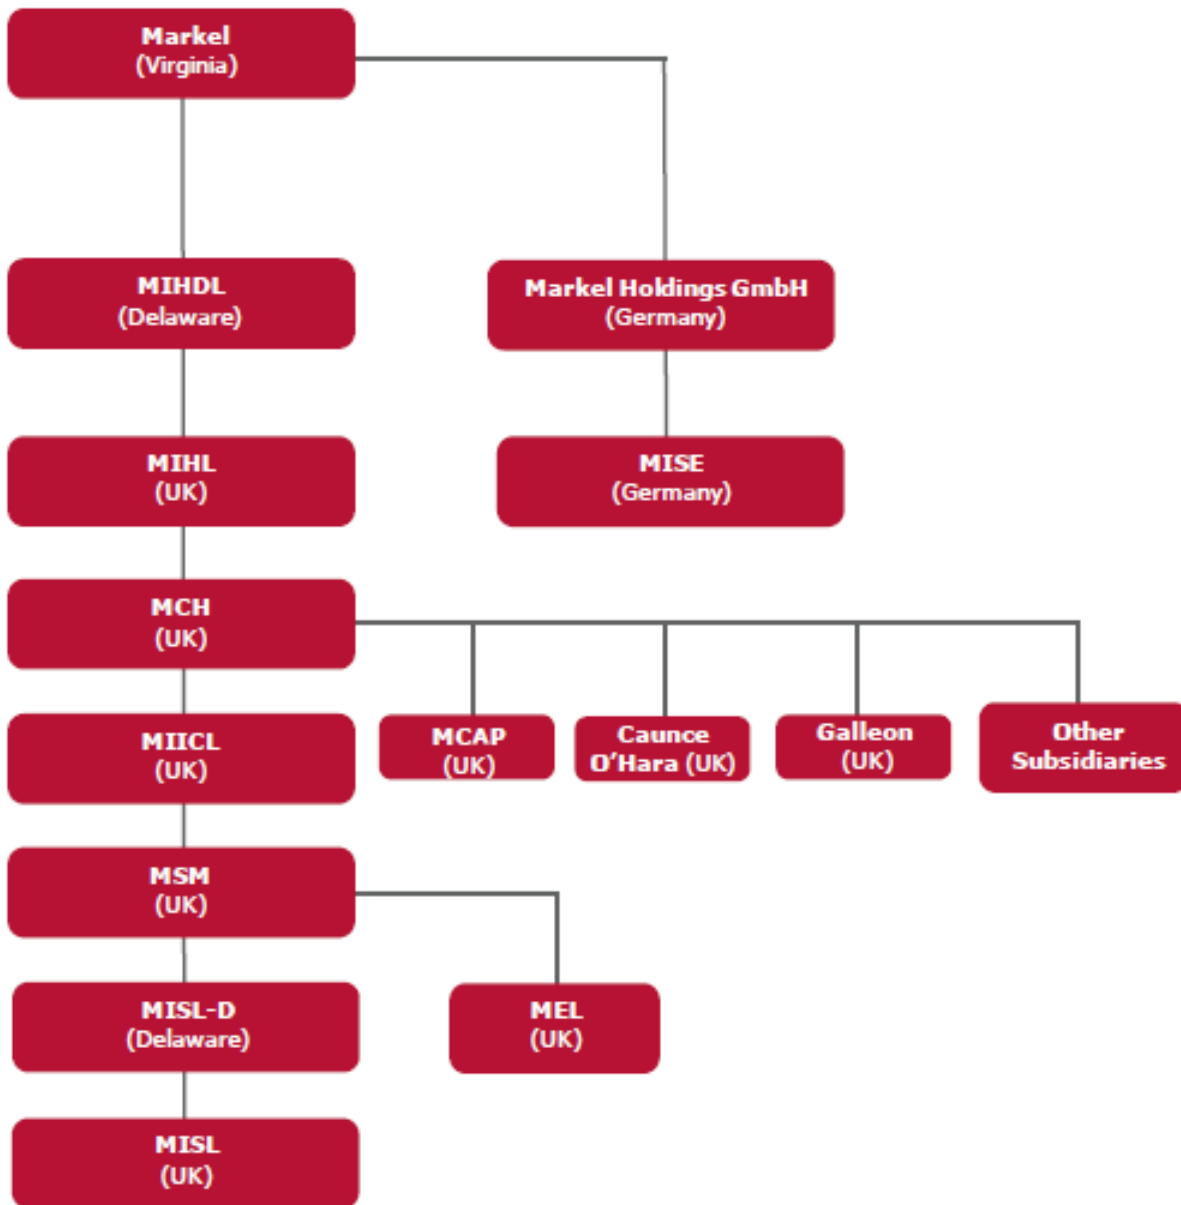 Markel
(Virginia)
MIHDL
(Delaware)
Markel Holdings GmbH
(Germany)
MIHL
(UK)
MISE
(Germany)
MCH
(UK)
MIICL
(UK)
MCAP
(UK)
Caunce
O'Hara (UK)
Galleon
(UK)
Other
Subsidiaries
MSM
(UK)
MISL-D
(Delaware)
MEL
(UK)
MISL
(UK)